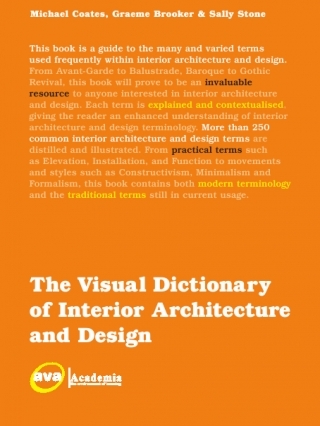 Michael Coates, Graeme Brooker & Sally Stone
This book is a guide to the many and varied terms
used frequently within interior architecture and design.
From Avant-Garde to Balustrade, Baroque to Gothic
Revival, this book will prove to be an invaluable
resource to anyone interested in interior architecture
and design. Each term is explained and contextualised,
giving the reader an enhanced understanding of interior
architecture and design terminology. More than 250
common interior architecture and design terms are
distilled and illustrated. From practical terms such
as Elevation, Installation, and Function to movements
and styles such as Constructivism, Minimalism and
Formalism, this book contains both modern terminology
and the traditional terms still in current usage.
The Visual Dictionary
of Interior Architecture
and Design
ava Academia